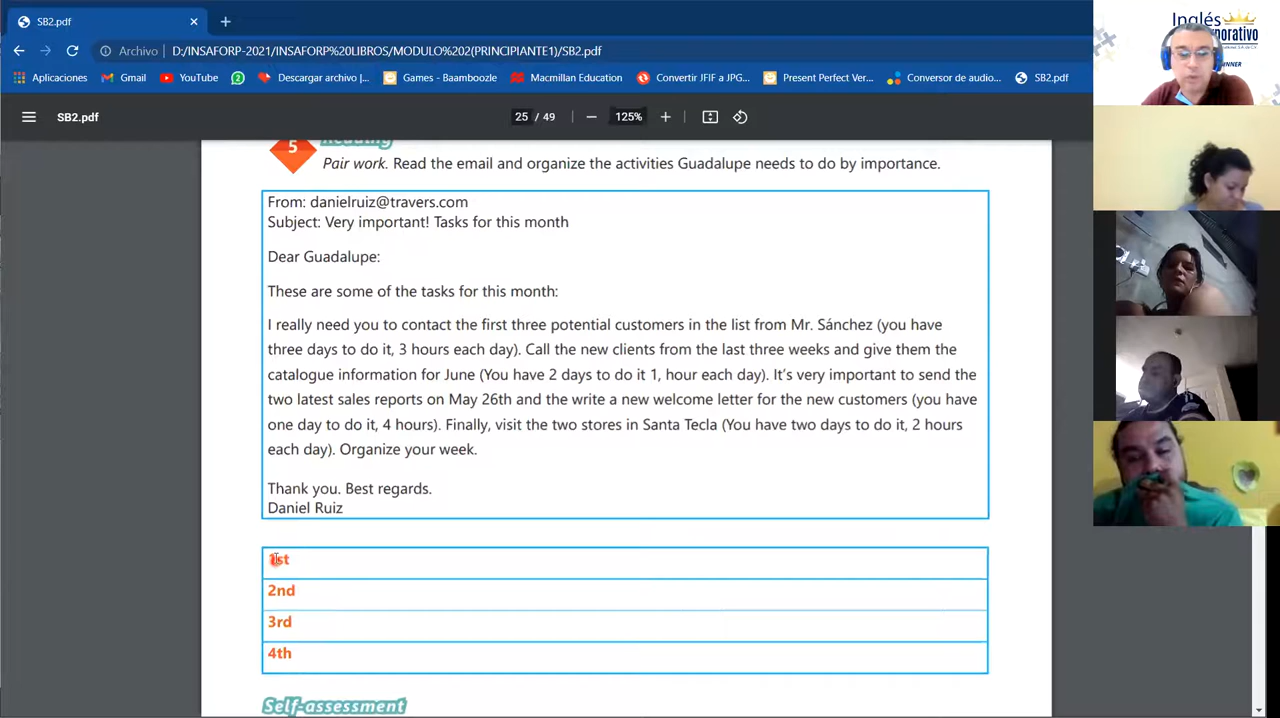 SB2.pdf
Archivo
D:/INSAFORP-2021/INSAFORP%20LIBROS/MODULO%202(PRINCIPIANTE1)/SB2.pdf
Aplicaciones
Gmail
YouTube
2
Descargar archivo |...
Games - Baamboozle
Macmillan Education
Convertir JFIF a JPG...
Present Perfect Ver...
Conversor de audio...
SB2.pdf
SB2.pdf
25 / 49
125%
Inglés
5
Reading
Pair work. Read the email and organize the activities Guadalupe needs to do by importance.
From: danielruiz@travers.com
Subject: Very important! Tasks for this month
Dear Guadalupe:
These are some of the tasks for this month:
I really need you to contact the first three potential customers in the list from Mr. Sánchez (you have
three days to do it, 3 hours each day). Call the new clients from the last three weeks and give them the
catalogue information for June (You have 2 days to do it 1, hour each day). It's very important to send the
two latest sales reports on May 26th and the write a new welcome letter for the new customers (you have
one day to do it, 4 hours). Finally, visit the two stores in Santa Tecla (You have two days to do it, 2 hours
each day). Organize your week.
Thank you. Best regards.
Daniel Ruiz
1st
2nd
3rd
4th
Self-assessment